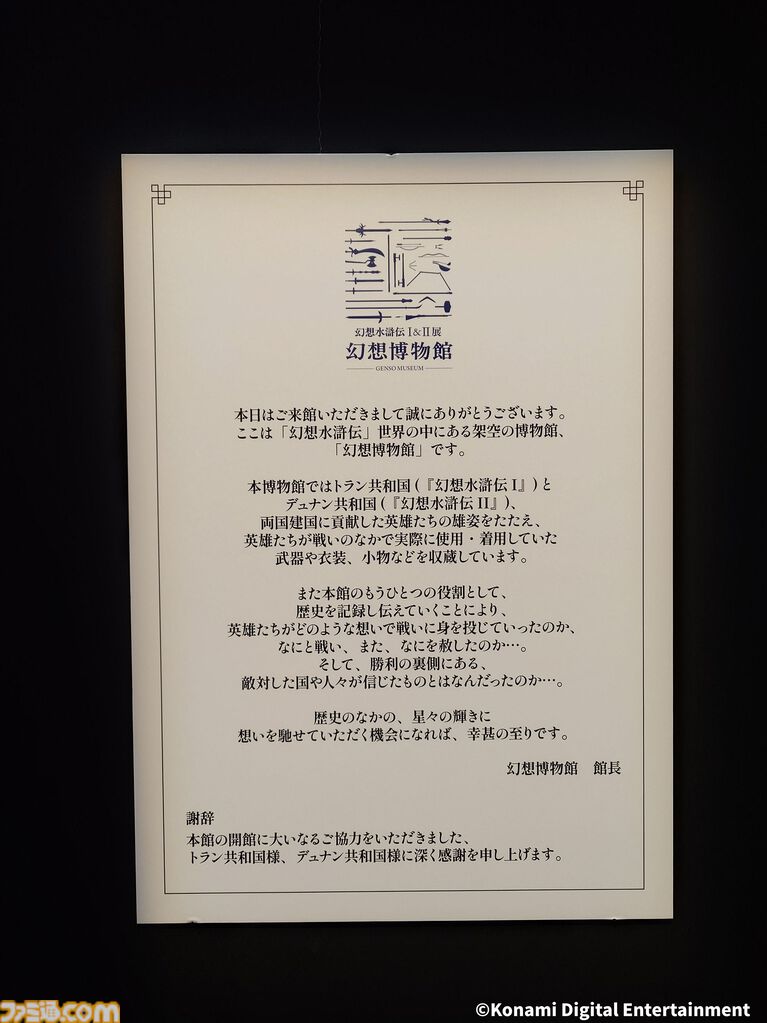 幻想水滸伝 I&II展
幻想博物館
GENSO MUSEUM
本日はご来館いただきまして誠にありがとうございます。
ここは「幻想水滸伝」世界の中にある架空の博物館、
「幻想博物館」です。
本博物館ではトラン共和国(『幻想水滸伝 I』)と
デュナン共和国(『幻想水滸伝 II』)、
両国建国に貢献した英雄たちの雄姿をたたえ、
英雄たちが戦いのなかで実際に使用・着用していた
武器や衣装、小物などを収蔵しています。
また本館のもうひとつの役割として、
歴史を記録し伝えていくことにより、
英雄たちがどのような想いで戦いに身を投じていったのか、
なにと戦い、また、なにを赦したのか…。
そして、勝利の裏側にある、
敵対した国や人々が信じたものとはなんだったのか…。
歴史のなかの、星々の輝きに
想いを馳せていただく機会になれば、幸甚の至りです。
幻想博物館 館長
謝辞
本館の開館に大いなるご協力をいただきました、
トラン共和国様、デュナン共和国様に深く感謝を申し上げます。
ファミ通.com
©Konami Digital Entertainment